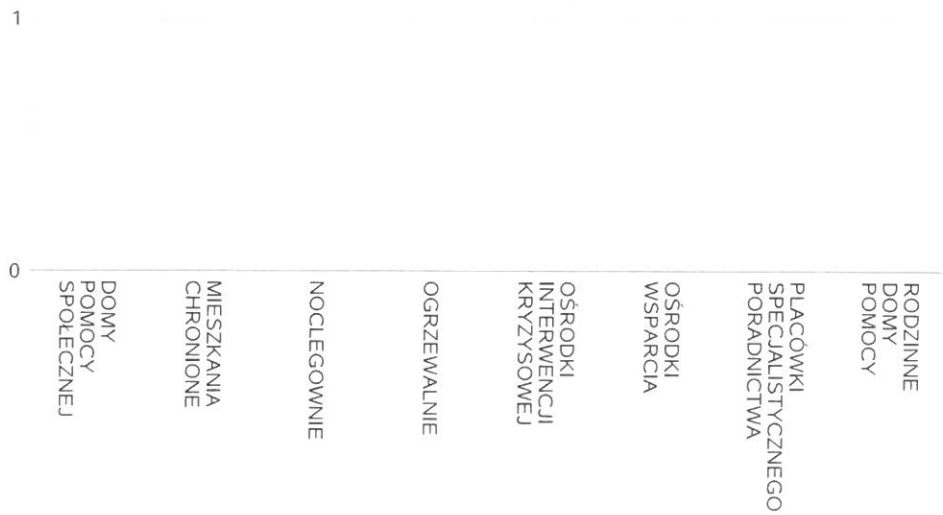 1
0
DOMY
POMOCY
SPOŁECZNEJ
MIESZKANIA
CHRONIONE
NOCLEGOWNIE
OGRZEWALNIE
OŚRODKI
INTERWENCJI
KRYZYSOWEJ
OŚRODKI
WSPARCIA
PLACÓWKI
SPECJALISTYCZNEGO
PORADNICTWA
RODZINNE
DOMY
POMOCY